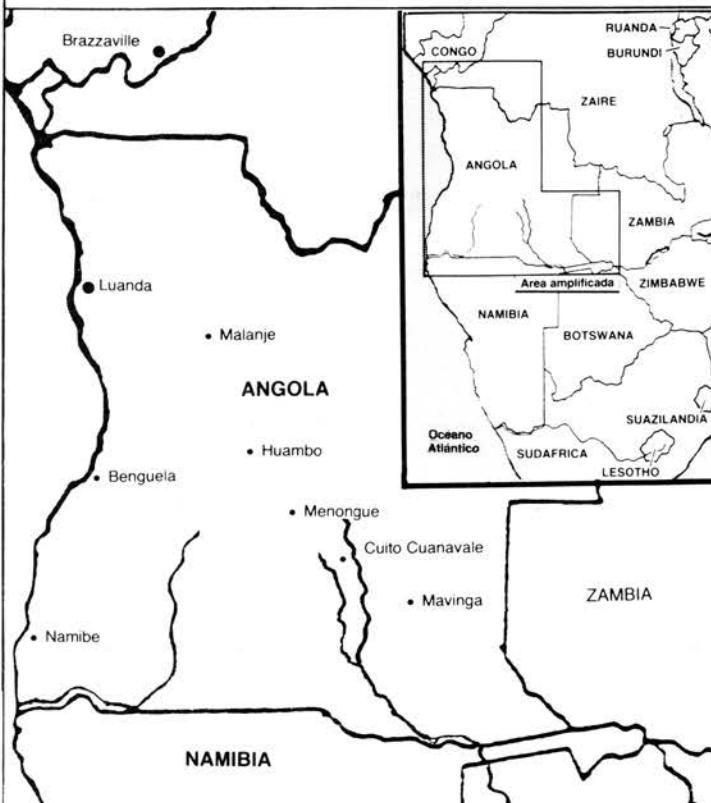 Brazzaville
Luanda
Malanje
ANGOLA
Huambo
Benguela
Menongue
Cuito Cuanavale
Mavinga
Namibe
ZAMBIA
NAMIBIA
RUANDA
BURUNDI
CONGO
ZAIRE
ANGOLA
ZAMBIA
Area amplificada
ZIMBABWE
NAMIBIA
BOTSWANA
SUAZILANDIA
Océano
Atlántico
SUDAFRICA
LESOTHO